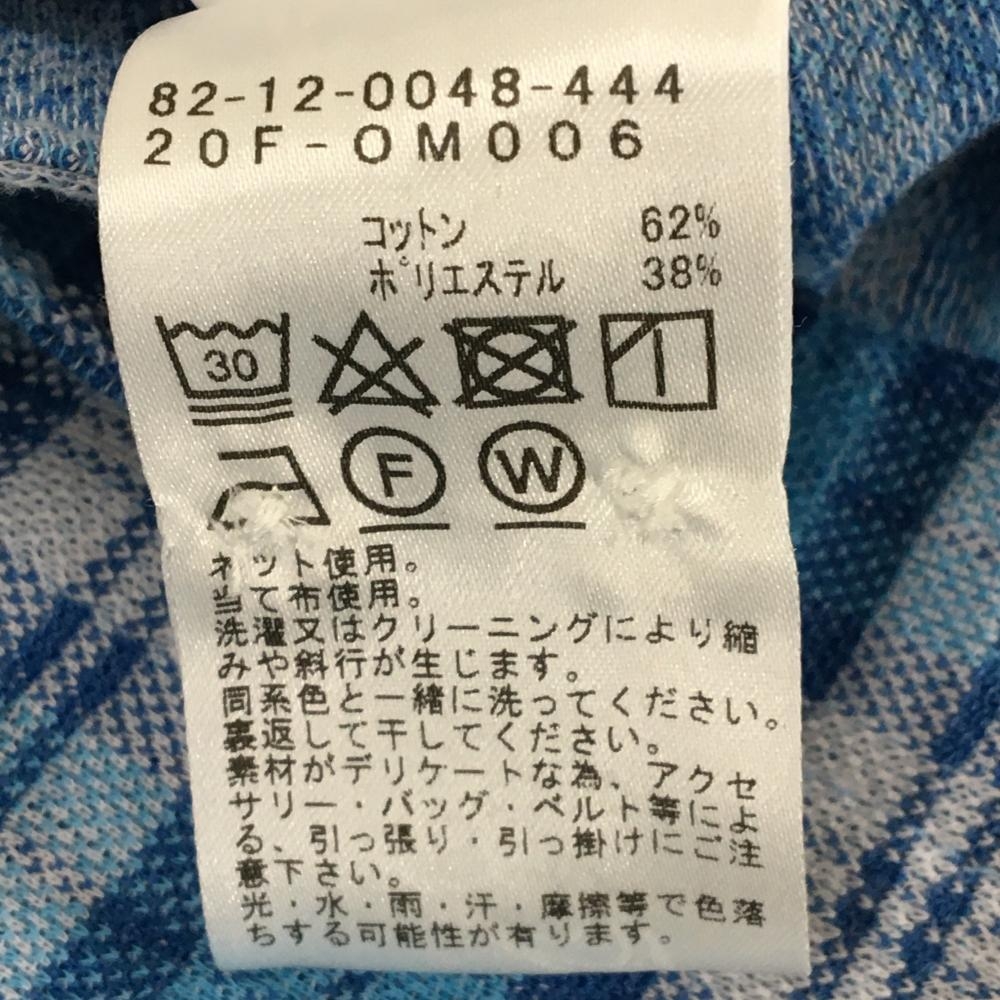 82-12-0048-444
20F-OM006
コットン 62%
ポリエステル 38%
30
F W
ネット使用。
当て布使用。
洗濯又はクリーニングにより縮
みや斜行が生じます。
同系色と一緒に洗ってください。
裏返しして干してください。
素材がデリケートな為、アクセ
サリー・バッグ・ベルト等によ
る、引っ張り・引っ掛けにご注
意下さい。
光・水・雨・汗・摩擦等で色落
ちする可能性が有ります。